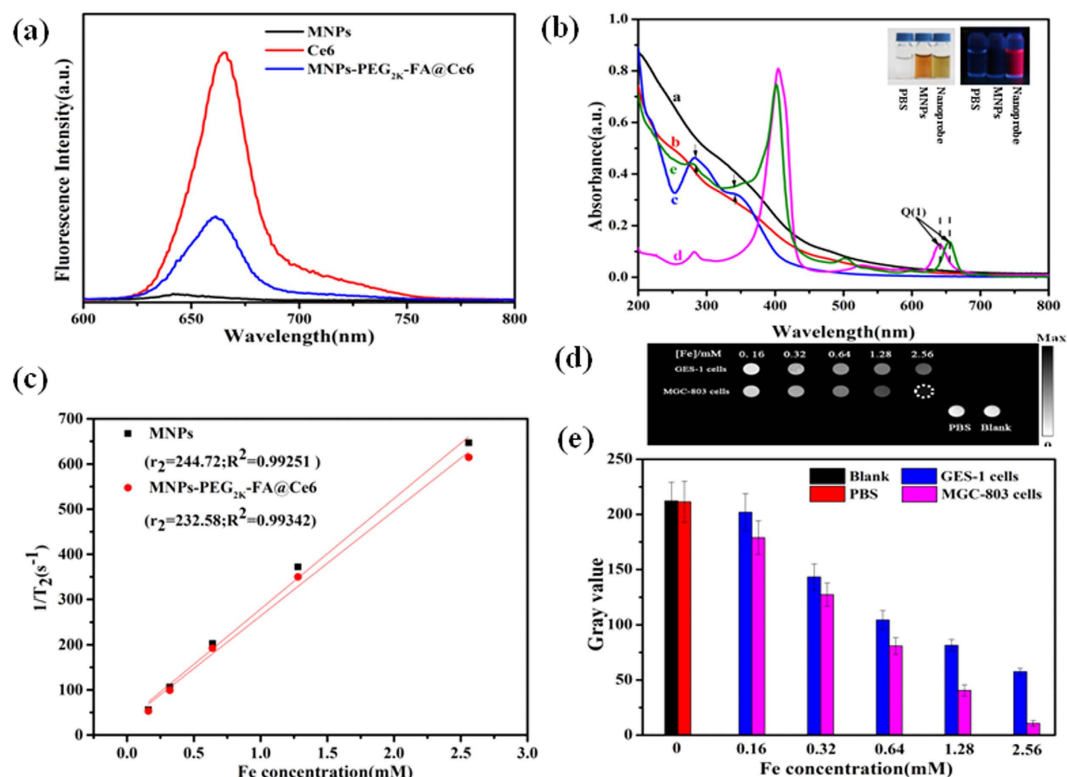 (a)
MNPs
Ce6
MNPs-PEG2K-FA@Ce6
Fluorescence Intensity(a.u.)
600 650 700 750 800
Wavelength(nm)
(b)
1.0
0.8
0.6
0.4
0.2
0.0
Absorbance(a.u.)
a
b
e
c
d
Q(1)
PBS
MNPs
Nanoprobe
PBS
MNPs
Nanoprobe
200 300 400 500 600 700 800
Wavelength(nm)
(c)
700
600
500
400
300
200
100
0
1/T2(s-1)
MNPs
(r2=244.72;R2=0.99251 )
MNPs-PEG2K-FA@Ce6
(r2=232.58;R2=0.99342)
0.0 0.5 1.0 1.5 2.0 2.5 3.0
Fe concentration(mM)
(d)
[Fe]/mM 0.16 0.32 0.64 1.28 2.56
GES-1 cells
MGC-803 cells
PBS Blank
Max
0
(e)
250
200
150
100
50
0
Gray value
Blank GES-1 cells
PBS MGC-803 cells
0 0.16 0.32 0.64 1.28 2.56
Fe concentration(mM)